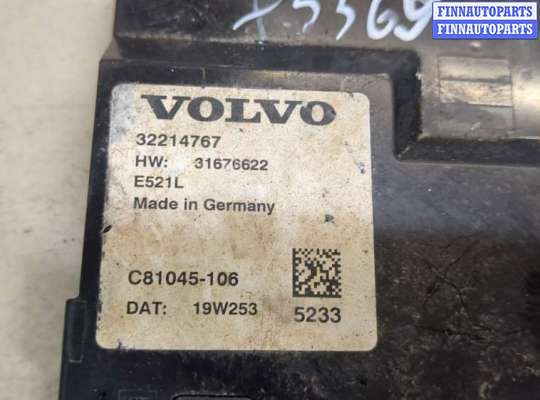 FINNAUTOPARTS
FINNAUTOPARTS
VOLVO
32214767
HW: 31676622
E521L
Made in Germany
C81045-106
DAT: 19W253
5233